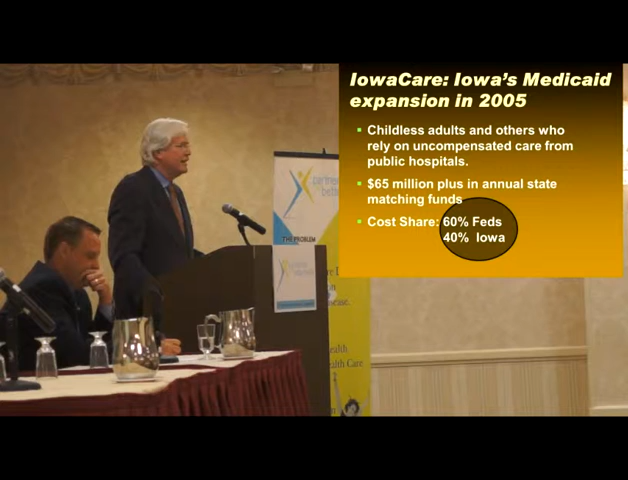 IowaCare: Iowa's Medicaid
expansion in 2005
Childless adults and others who
rely on uncompensated care from
public hospitals.
$65 million plus in annual state
matching funds
Cost Share: 60% Feds
40% Iowa
THE PROBLEM